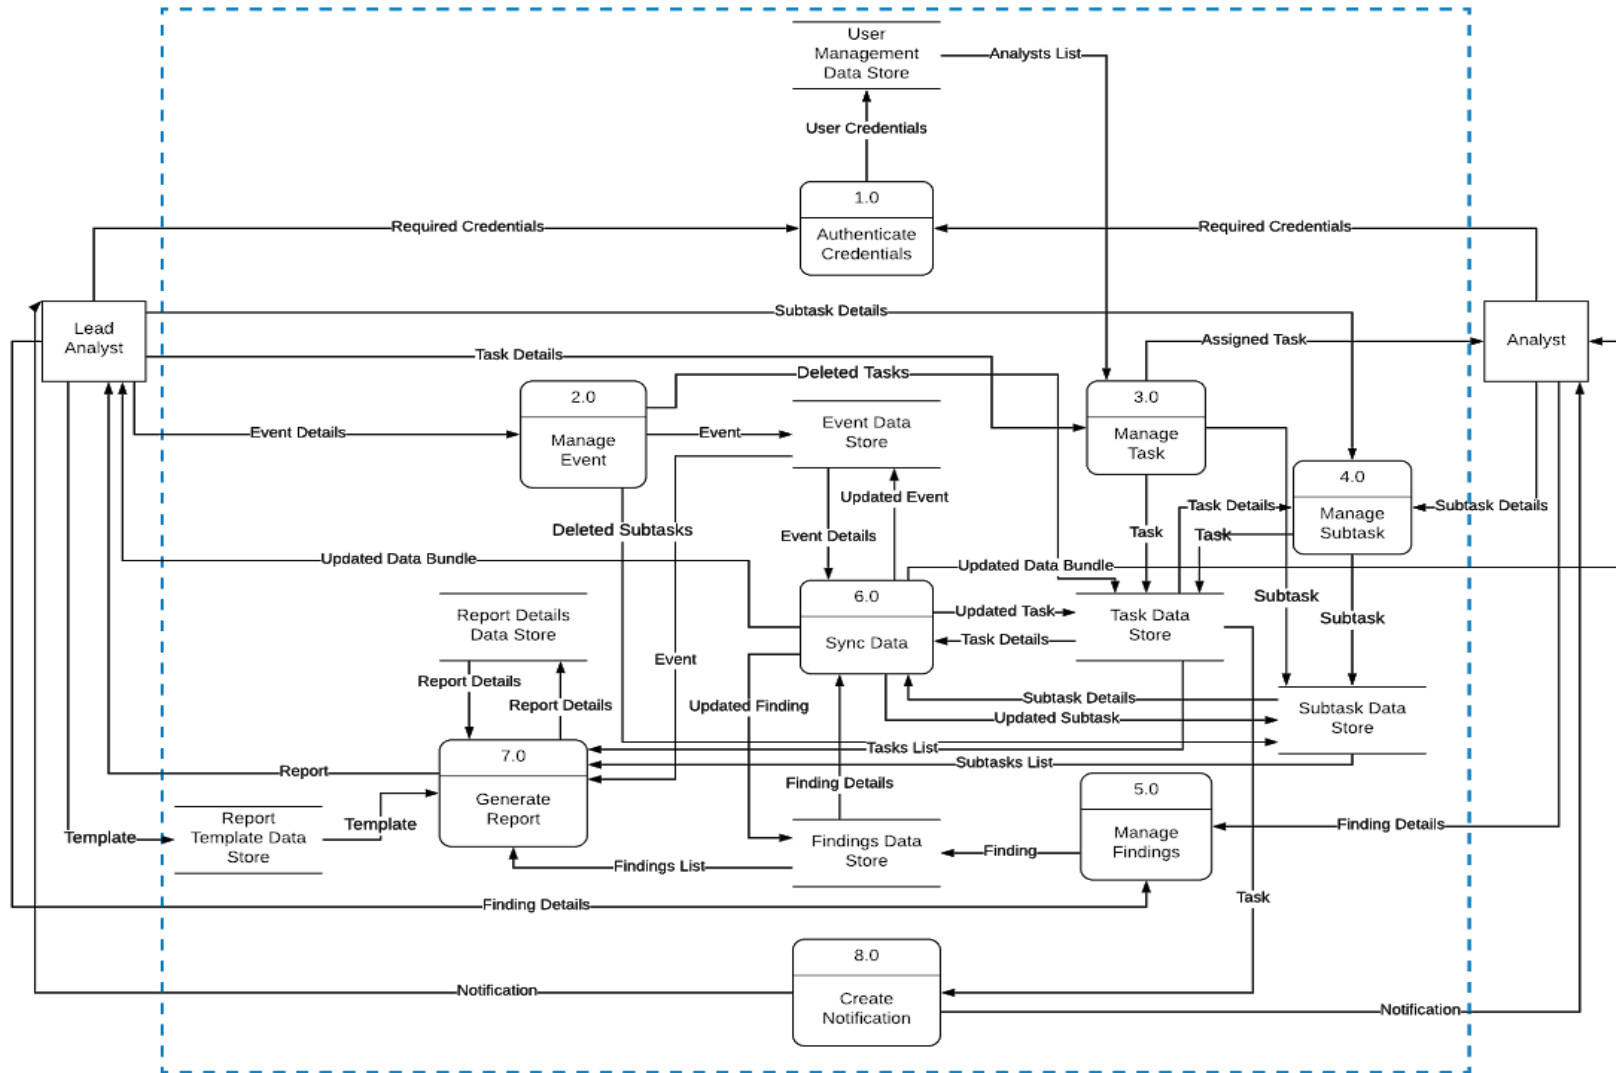 User
Management
Data Store
Analysts List
User Credentials
1.0
Authenticate
Credentials
Required Credentials
Required Credentials
Lead
Analyst
Subtask Details
Analyst
Assigned Task
Task Details
Deleted Tasks
2.0
Manage
Event
3.0
Manage
Task
Event Details
Event
Event Data
Store
4.0
Manage
Subtask
Updated Event
Task Details
Subtask Details
Deleted Subtasks
Event Details
Task
Task
Updated Data Bundle
Updated Data Bundle
6.0
Sync Data
Subtask
Subtask
Report Details
Data Store
Updated Task
Task Details
Task Data
Store
Event
Report Details
Report Details
Updated Finding
Subtask Details
Updated Subtask
Subtask Data
Store
7.0
Generate
Report
Tasks List
Subtasks List
Report
Finding Details
5.0
Manage
Findings
Template
Report
Template Data
Store
Template
Findings Data
Store
Finding
Finding Details
Findings List
Finding Details
Task
8.0
Create
Notification
Notification
Notification